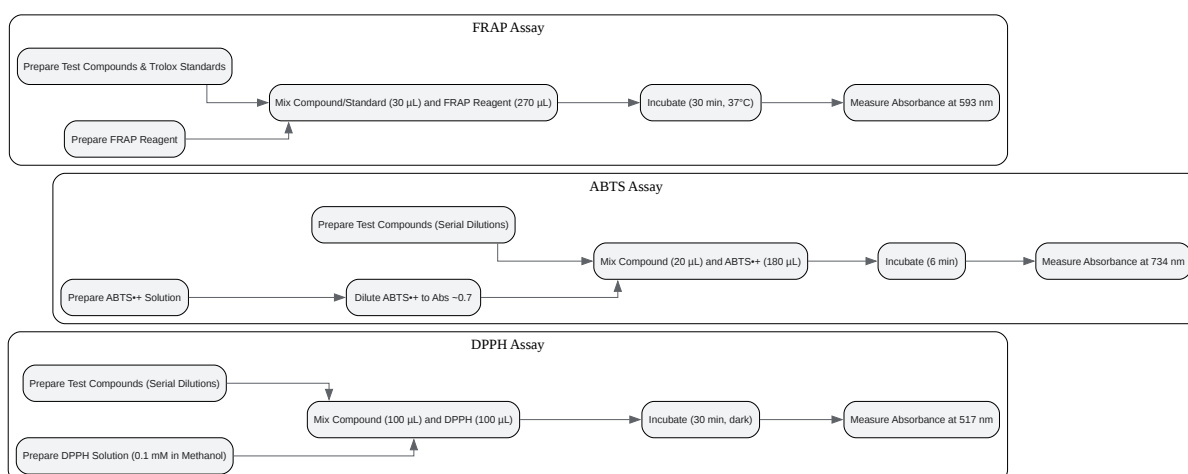 FRAP Assay
Prepare Test Compounds & Trolox Standards
Mix Compound/Standard (30 µL) and FRAP Reagent (270 µL)
Incubate (30 min, 37°C)
Measure Absorbance at 593 nm
Prepare FRAP Reagent
ABTS Assay
Prepare Test Compounds (Serial Dilutions)
Mix Compound (20 µL) and ABTS•+ (180 µL)
Incubate (6 min)
Measure Absorbance at 734 nm
Prepare ABTS•+ Solution
Dilute ABTS•+ to Abs ~0.7
DPPH Assay
Prepare Test Compounds (Serial Dilutions)
Mix Compound (100 µL) and DPPH (100 µL)
Incubate (30 min, dark)
Measure Absorbance at 517 nm
Prepare DPPH Solution (0.1 mM in Methanol)